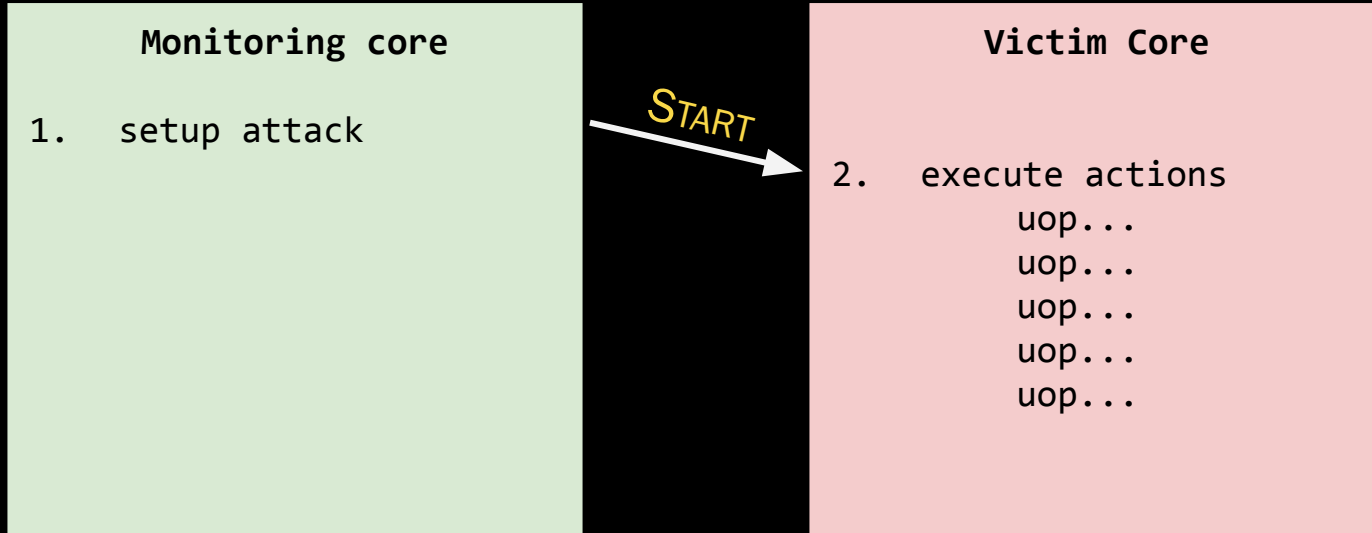 Monitoring core
1. setup attack
START
Victim Core
2. execute actions
uop...
uop...
uop...
uop...
uop...